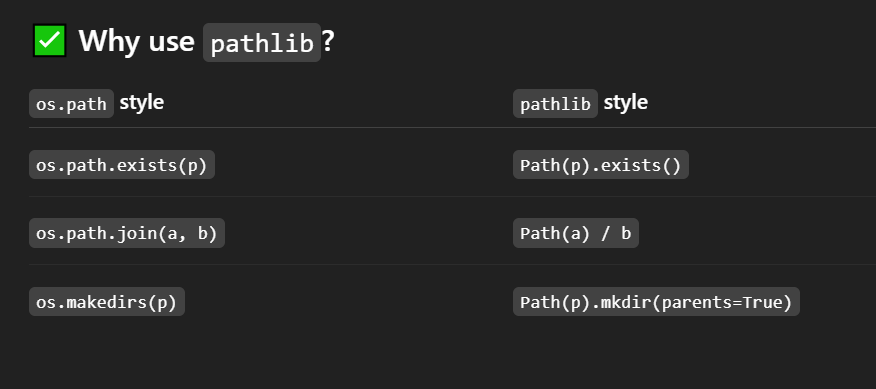 ✅ Why use pathlib?
os.path style pathlib style
os.path.exists(p) Path(p).exists()
os.path.join(a, b) Path(a) / b
os.makedirs(p) Path(p).mkdir(parents=True)